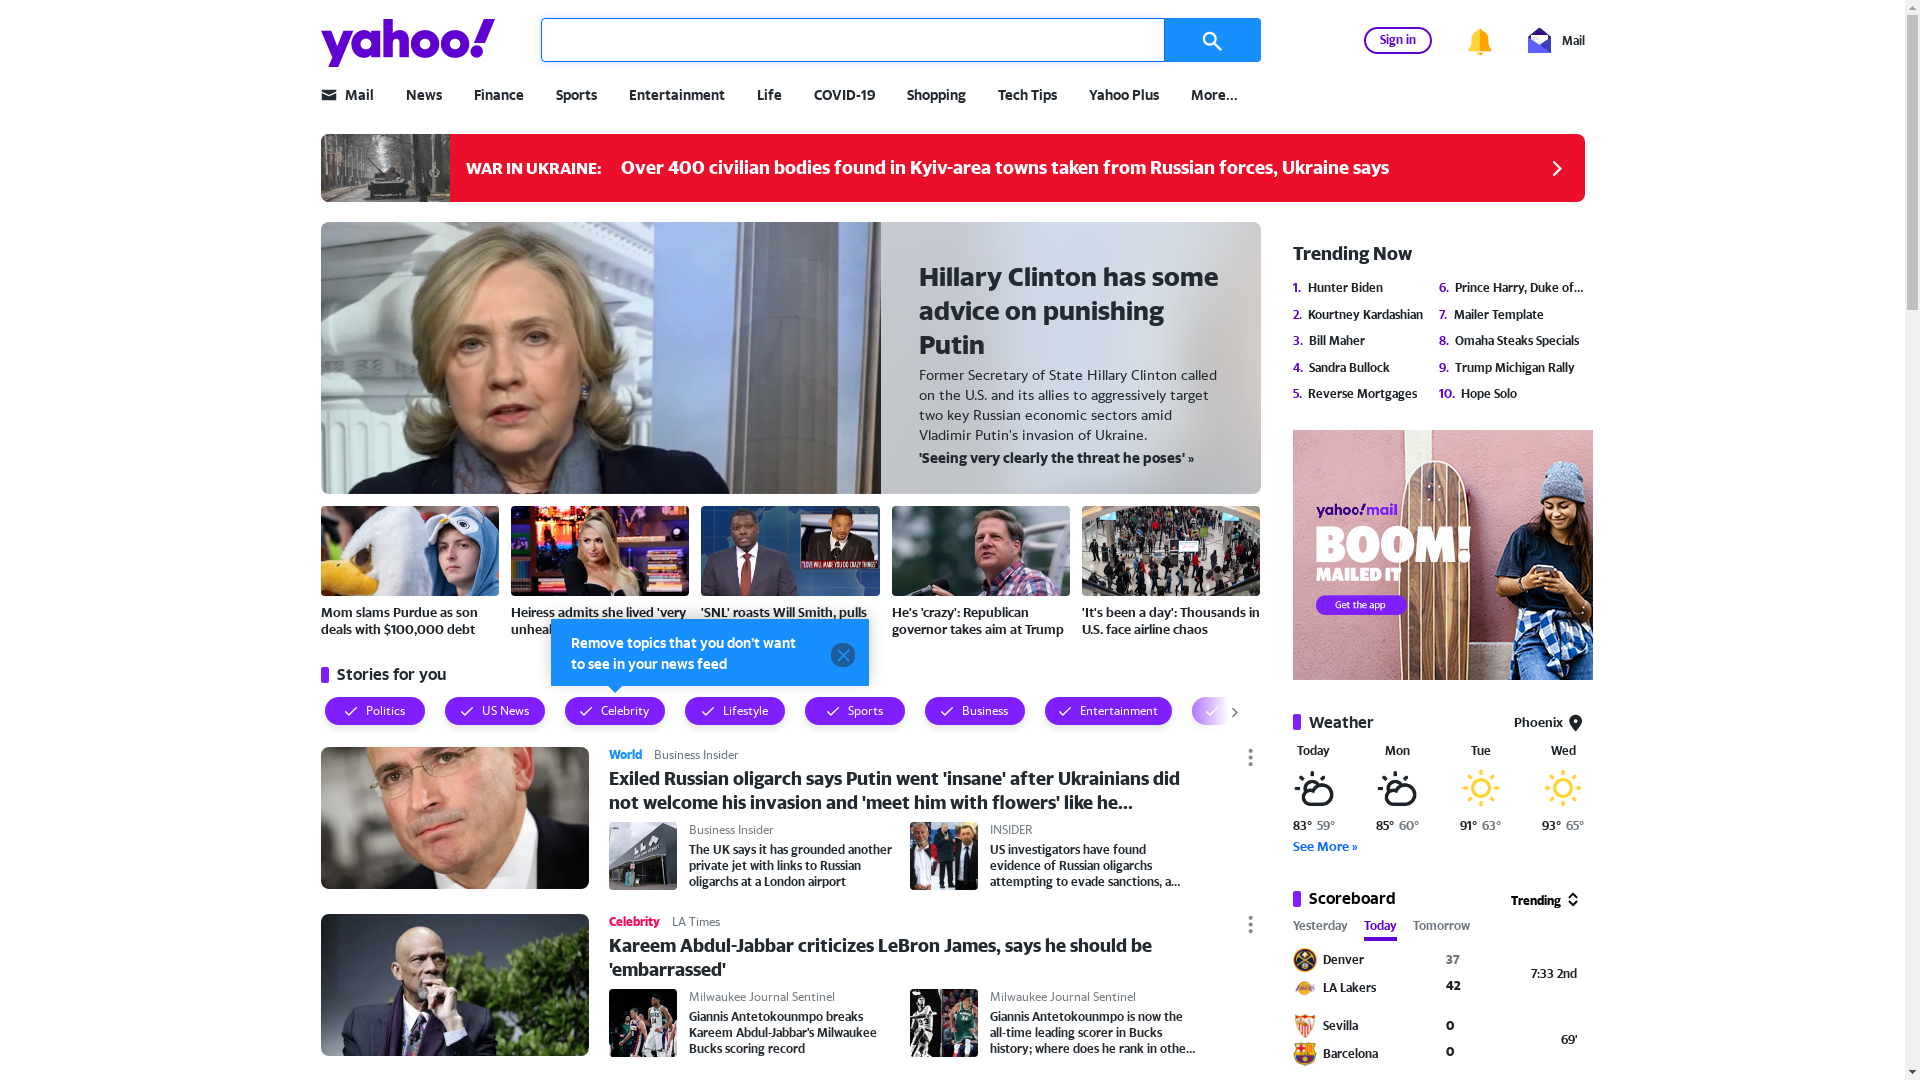 yahoo!
Sign in
Mail
Mail
News
Finance
Sports
Entertainment
Life
COVID-19
Shopping
Tech Tips
Yahoo Plus
More...
WAR IN UKRAINE: Over 400 civilian bodies found in Kyiv-area towns taken from Russian forces, Ukraine says
Hillary Clinton has some
advice on punishing
Putin
Former Secretary of State Hillary Clinton called
on the U.S. and its allies to aggressively target
two key Russian economic sectors amid
Vladimir Putin's invasion of Ukraine.
'Seeing very clearly the threat he poses' »
"LOVE WILL MAKE YOU DO CRAZY THINGS"
Mom slams Purdue as son
deals with $100,000 debt
Heiress admits she lived 'very
'SNL' roasts Will Smith, pulls
He's 'crazy': Republican
governor takes aim at Trump
'It's been a day': Thousands in
U.S. face airline chaos
Remove topics that you don't want
to see in your news feed
Stories for you
Politics
US News
Celebrity
Lifestyle
Sports
Business
Entertainment
World Business Insider
Exiled Russian oligarch says Putin went 'insane' after Ukrainians did
not welcome his invasion and 'meet him with flowers' like he...
Business Insider
The UK says it has grounded another
private jet with links to Russian
oligarchs at a London airport
INSIDER
US investigators have found
evidence of Russian oligarchs
attempting to evade sanctions, a...
Celebrity LA Times
Kareem Abdul-Jabbar criticizes LeBron James, says he should be
'embarrassed'
Milwaukee Journal Sentinel
Giannis Antetokounmpo breaks
Kareem Abdul-Jabbar's Milwaukee
Bucks scoring record
Milwaukee Journal Sentinel
Giannis Antetokounmpo is now the
all-time leading scorer in Bucks
history; where does he rank in othe...
Trending Now
1. Hunter Biden
2. Kourtney Kardashian
3. Bill Maher
4. Sandra Bullock
5. Reverse Mortgages
6. Prince Harry, Duke of...
7. Mailer Template
8. Omaha Steaks Specials
9. Trump Michigan Rally
10. Hope Solo
yahoo!mail
BOOM!
MAILED IT
Get the app
Weather
Phoenix
Today
Mon
Tue
Wed
83° 59°
85° 60°
91° 63°
93° 65°
See More »
Scoreboard
Trending
Yesterday
Today
Tomorrow
Denver 37
7:33 2nd
LA Lakers 42
Sevilla 0
69'
Barcelona 0